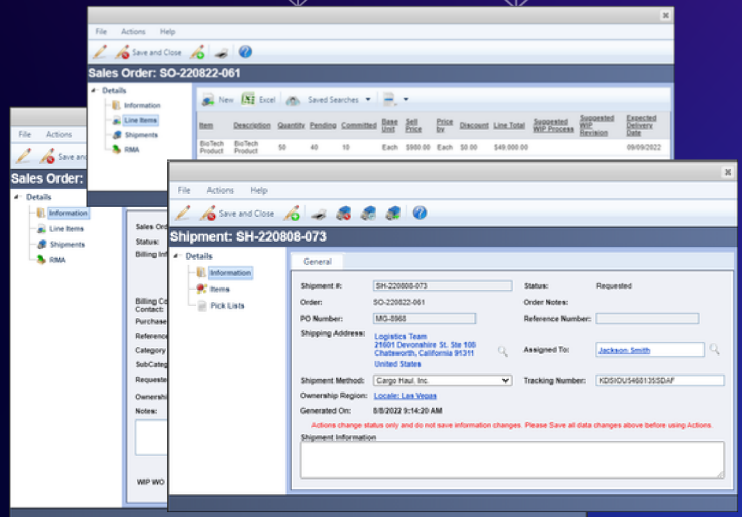 File Actions Help
Save and Close
Sales Order: SO-220822-061
Details
Information
Line Items
Shipments
RMA
New Excel Saved Searches
Item Description Quantity Pending Committed Base Unit Sell Price Price by Discount Line Total Suggested WIP Process Suggested WIP Revision Expected Delivery Date
BioTech Product BioTech Product 50 40 10 Each $980.00 Each $0.00 $49,000.00 09/09/2022
File Actions
Save and
Sales Order:
Details
Information
Line Items
Shipments
RMA
Sales Ord
Status:
Billing Inf
Billing Co
Contact:
Purchase
Reference
Category
SubCateg
Requeste
Ownershi
Notes:
WIP WO
File Actions Help
Save and Close
Shipment: SH-220808-073
Details
Information
Items
Pick Lists
General
Shipment #: SH-220808-073 Status: Requested
Order: SO-220822-061 Order Notes:
PO Number: MG-8968 Reference Number:
Shipping Address: Logistics Team
21601 Devonshire St. Ste 100
Chatsworth, California 91311
United States
Assigned To: Jackson Smith
Shipment Method: Cargo Haul, Inc. Tracking Number:
Ownership Region: Locale: Las Vegas
Generated On: 8/8/2022 9:14:20 AM
Actions change status only and do not save information changes. Please Save all data changes above before using Actions.
Shipment Information